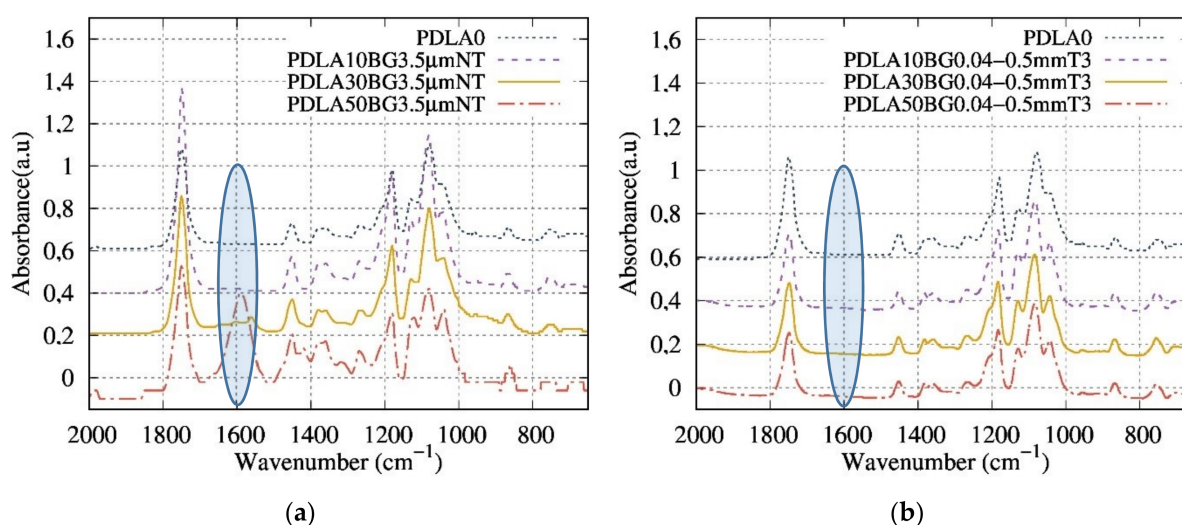 1.6
1.4
1.2
1
0.8
0.6
0.4
0.2
0
Absorbance(a.u)
PDLA0
PDLA10BG3.5µmNT
PDLA30BG3.5µmNT
PDLA50BG3.5µmNT
2000 1800 1600 1400 1200 1000 800
Wavenumber (cm⁻¹)
(a)
1.6
1.4
1.2
1
0.8
0.6
0.4
0.2
0
Absorbance(a.u)
PDLA0
PDLA10BG0.04–0.5mmT3
PDLA30BG0.04–0.5mmT3
PDLA50BG0.04–0.5mmT3
2000 1800 1600 1400 1200 1000 800
Wavenumber (cm⁻¹)
(b)